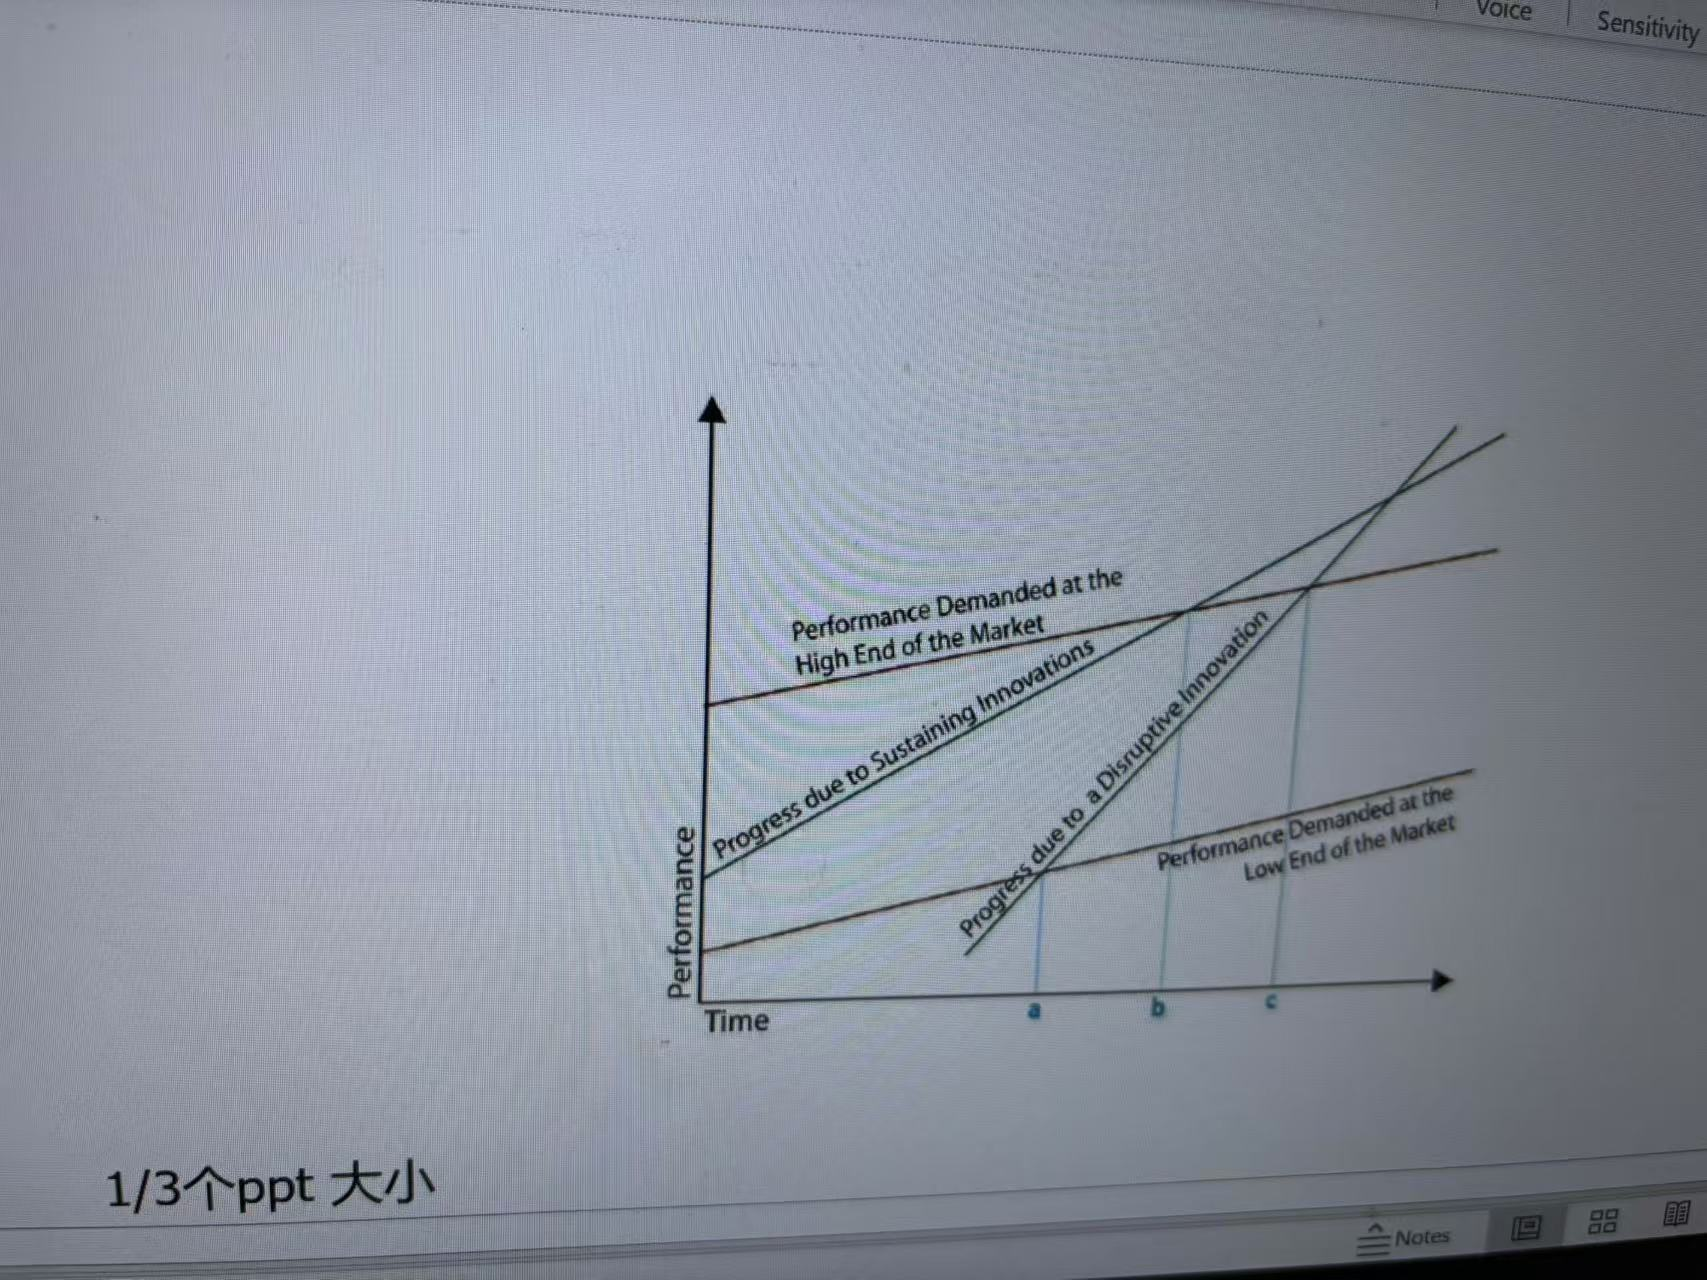 Voice
Sensitivity
Performance Demanded at the
High End of the Market
Progress due to Sustaining Innovations
Progress due to a Disruptive Innovation
Performance Demanded at the
Low End of the Market
Performance
Time
a
b
c
1/3个ppt 大小
Notes